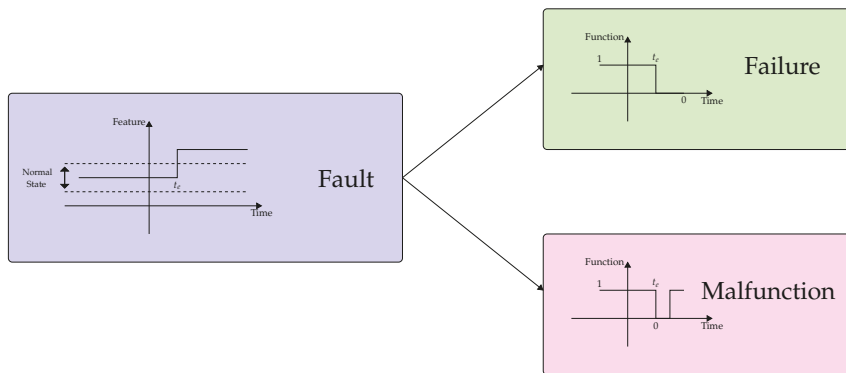 Feature
Normal
State
t_c
Time
Fault
Function
1
t_c
0
Time
Failure
Function
1
t_c
0
Time
Malfunction